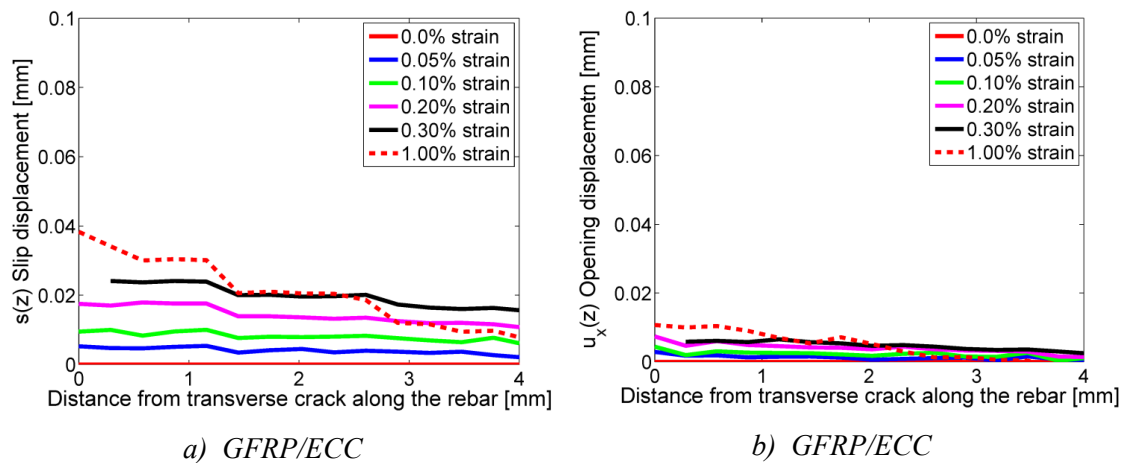 0.1
0.08
0.06
0.04
0.02
0
s(z) Slip displacement [mm]
0.0% strain
0.05% strain
0.10% strain
0.20% strain
0.30% strain
1.00% strain
0 1 2 3 4
Distance from transverse crack along the rebar [mm]
a) GFRP/ECC
0.1
0.08
0.06
0.04
0.02
0
u_x(z) Opening displacemetn [mm]
0.0% strain
0.05% strain
0.10% strain
0.20% strain
0.30% strain
1.00% strain
0 1 2 3 4
Distance from transverse crack along the rebar [mm]
b) GFRP/ECC